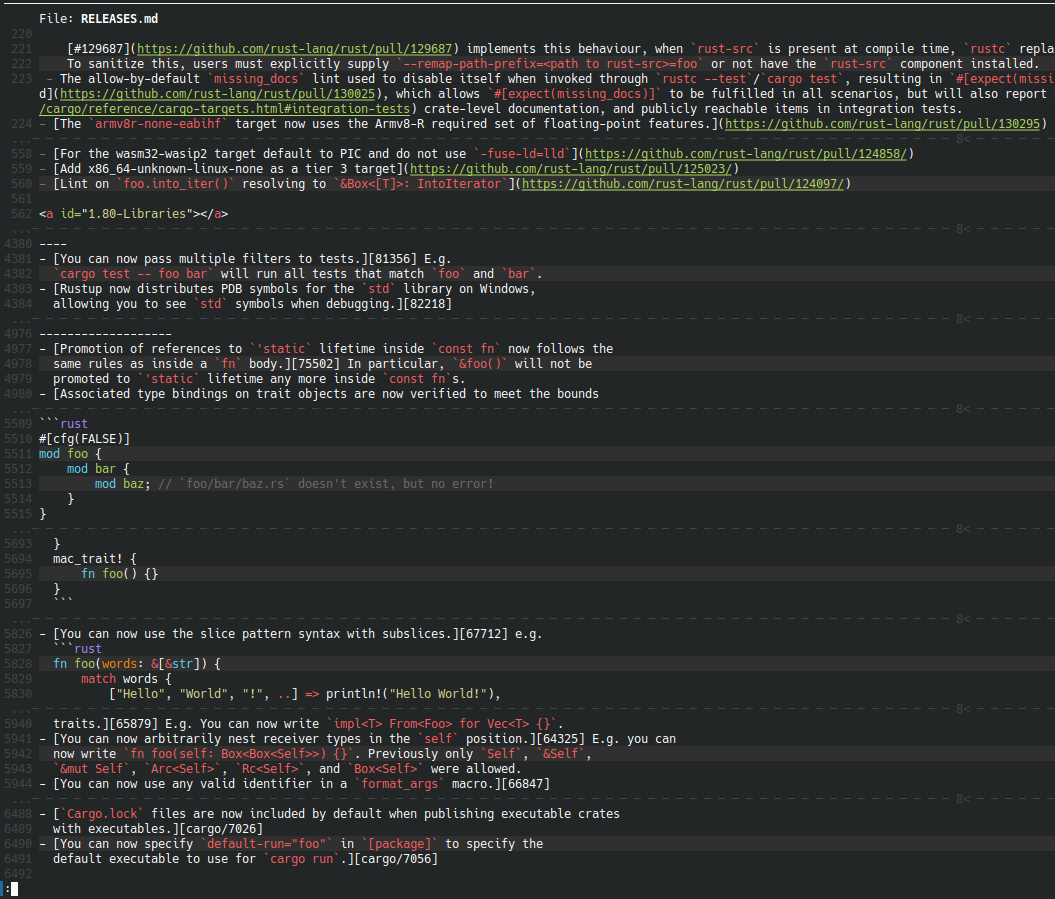 File: RELEASES.md
220
221 [#129687](https://github.com/rust-lang/rust/pull/129687) implements this behaviour, when `rust-src` is present at compile time, `rustc` repla
222 To sanitize this, users must explicitly supply `--remap-path-prefix=<path to rust-src>=foo` or not have the `rust-src` component installed.
223 - The allow-by-default `missing_docs` lint used to disable itself when invoked through `rustc --test`/`cargo test`, resulting in `#[expect(missi
d](https://github.com/rust-lang/rust/pull/130025), which allows `#[expect(missing_docs)]` to be fulfilled in all scenarios, but will also report
/cargo/reference/cargo-targets.html#integration-tests) crate-level documentation, and publicly reachable items in integration tests.
224 - [The `armv8r-none-eabihf` target now uses the Armv8-R required set of floating-point features.](https://github.com/rust-lang/rust/pull/130295)
... 8<
558 - [For the wasm32-wasip2 target default to PIC and do not use `-fuse-ld=lld`](https://github.com/rust-lang/rust/pull/124858/)
559 - [Add x86_64-unknown-linux-none as a tier 3 target](https://github.com/rust-lang/rust/pull/125023/)
560 - [Lint on `foo.into_iter()` resolving to `&Box<[T]>: IntoIterator`](https://github.com/rust-lang/rust/pull/124097/)
561
562 <a id="1.80-Libraries"></a>
... 8<
4380 ----
4381 - [You can now pass multiple filters to tests.][81356] E.g.
4382 `cargo test -- foo bar` will run all tests that match `foo` and `bar`.
4383 - [Rustup now distributes PDB symbols for the `std` library on Windows,
4384 allowing you to see `std` symbols when debugging.][82218]
... 8<
4976 -------------------
4977 - [Promotion of references to `'static` lifetime inside `const fn` now follows the
4978 same rules as inside a `fn` body.][75502] In particular, `&foo()` will not be
4979 promoted to `'static` lifetime any more inside `const fn`s.
4980 - [Associated type bindings on trait objects are now verified to meet the bounds
... 8<
5509 ```rust
5510 #[cfg(FALSE)]
5511 mod foo {
5512 mod bar {
5513 mod baz; // `foo/bar/baz.rs` doesn't exist, but no error!
5514 }
5515 }
... 8<
5693 }
5694 mac_trait! {
5695 fn foo() {}
5696 }
5697 ```
... 8<
5826 - [You can now use the slice pattern syntax with subslices.][67712] e.g.
5827 ```rust
5828 fn foo(words: &[&str]) {
5829 match words {
5830 ["Hello", "World", "!", ..] => println!("Hello World!"),
... 8<
5940 traits.][65879] E.g. You can now write `impl<T> From<Foo> for Vec<T> {}`.
5941 - [You can now arbitrarily nest receiver types in the `self` position.][64325] E.g. you can
5942 now write `fn foo(self: Box<Box<Self>>) {}`. Previously only `Self`, `&Self`,
5943 `&mut Self`, `Arc<Self>`, `Rc<Self>`, and `Box<Self>` were allowed.
5944 - [You can now use any valid identifier in a `format_args` macro.][66847]
... 8<
6488 - [`Cargo.lock` files are now included by default when publishing executable crates
6489 with executables.][cargo/7026]
6490 - [You can now specify `default-run="foo"` in `[package]` to specify the
6491 default executable to use for `cargo run`.][cargo/7056]
6492
: